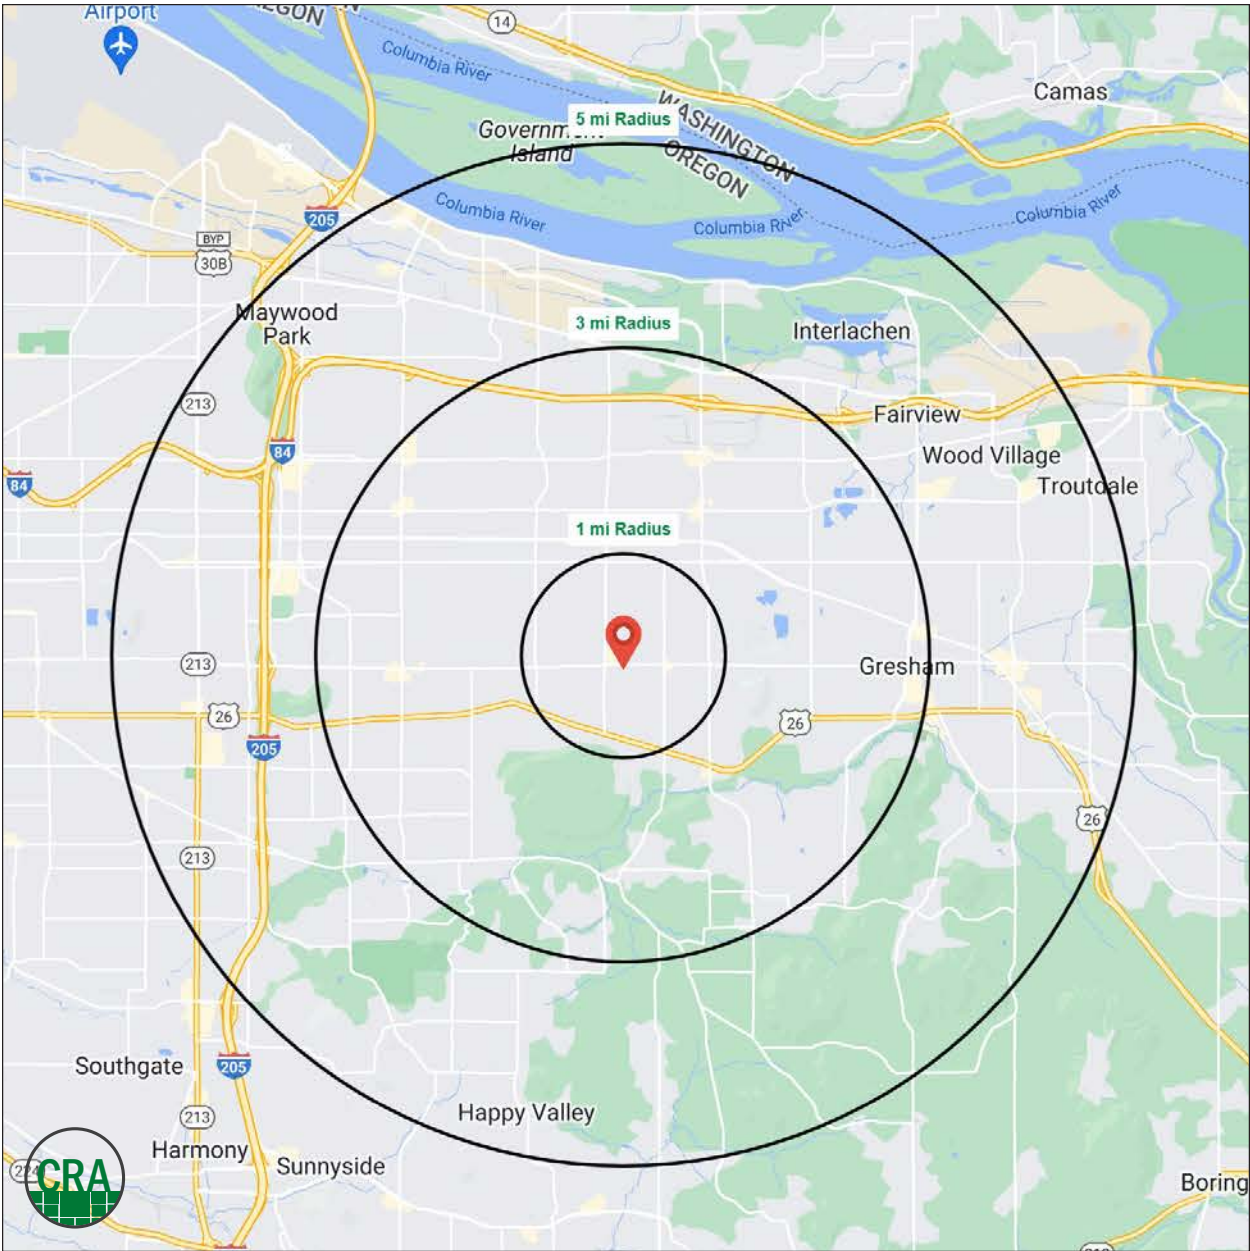 Airport
14
Columbia River
Camas
WASHINGTON
OREGON
5 mi Radius
Island
Columbia River
Columbia River
Columbia River
205
BYP
30B
Maywood
Park
3 mi Radius
Interlachen
213
Fairview
84
Wood Village
84
Troutdale
1 mi Radius
213
Gresham
26
26
205
26
213
Southgate
205
213
Happy Valley
Harmony
Sunnyside
CRA
Boring